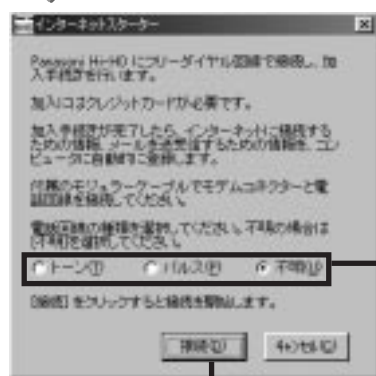 インターネットスターター
Panasonic Hi-HO にフリーダイヤル回線で接続し、加
入手続きを行います。
加入にはクレジットカードが必要です。
加入手続きが完了したら、インターネットに接続する
ための情報、メールを送受信するための情報を、コン
ピュータに自動的に登録します。
付属のモジュラーケーブルでモデムコネクターと電
話回線を接続してください。
電話回線の種類を選択してください。不明の場合は
[不明]を選択してください。
トーン(T) パルス(P) 不明(U)
[接続] をクリックすると接続を開始します。
接続(D) キャンセル(C)